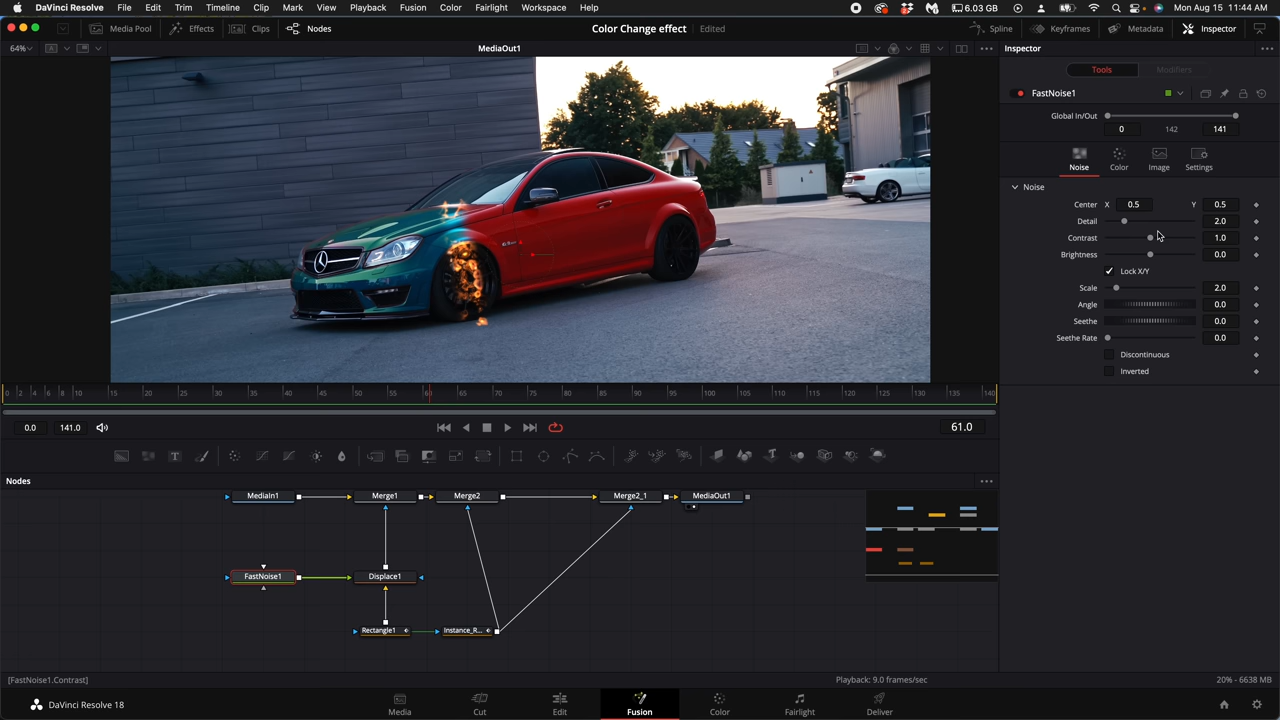 DaVinci Resolve File Edit Trim Timeline Clip Mark View Playback Fusion Color Fairlight Workspace Help 6.03 GB Mon Aug 15 11:44 AM
Media Pool Effects Clips Nodes Color Change effect Edited Spline Keyframes Metadata Inspector
64% MediaOut1 Inspector
Tools Modifiers
FastNoise1
Global In/Out
0 142 141
Noise Color Image Settings
Noise
Center X 0.5 Y 0.5
Detail 2.0
Contrast 1.0
Brightness 0.0
Lock X/Y
Scale 2.0
Angle 0.0
Seethe 0.0
Seethe Rate 0.0
Discontinuous
Inverted
0 2 4 6 8 10 15 20 25 30 35 40 45 50 55 60 65 70 75 80 85 90 95 100 105 110 115 120 125 130 135 140
0.0 141.0 61.0
Nodes
MediaIn1 Merge1 Merge2 Merge2_1 MediaOut1
FastNoise1 Displace1
Rectangle1 Instance_R...
[FastNoise1.Contrast] Playback: 9.0 frames/sec 20% - 6638 MB
DaVinci Resolve 18 Media Cut Edit Fusion Color Fairlight Deliver